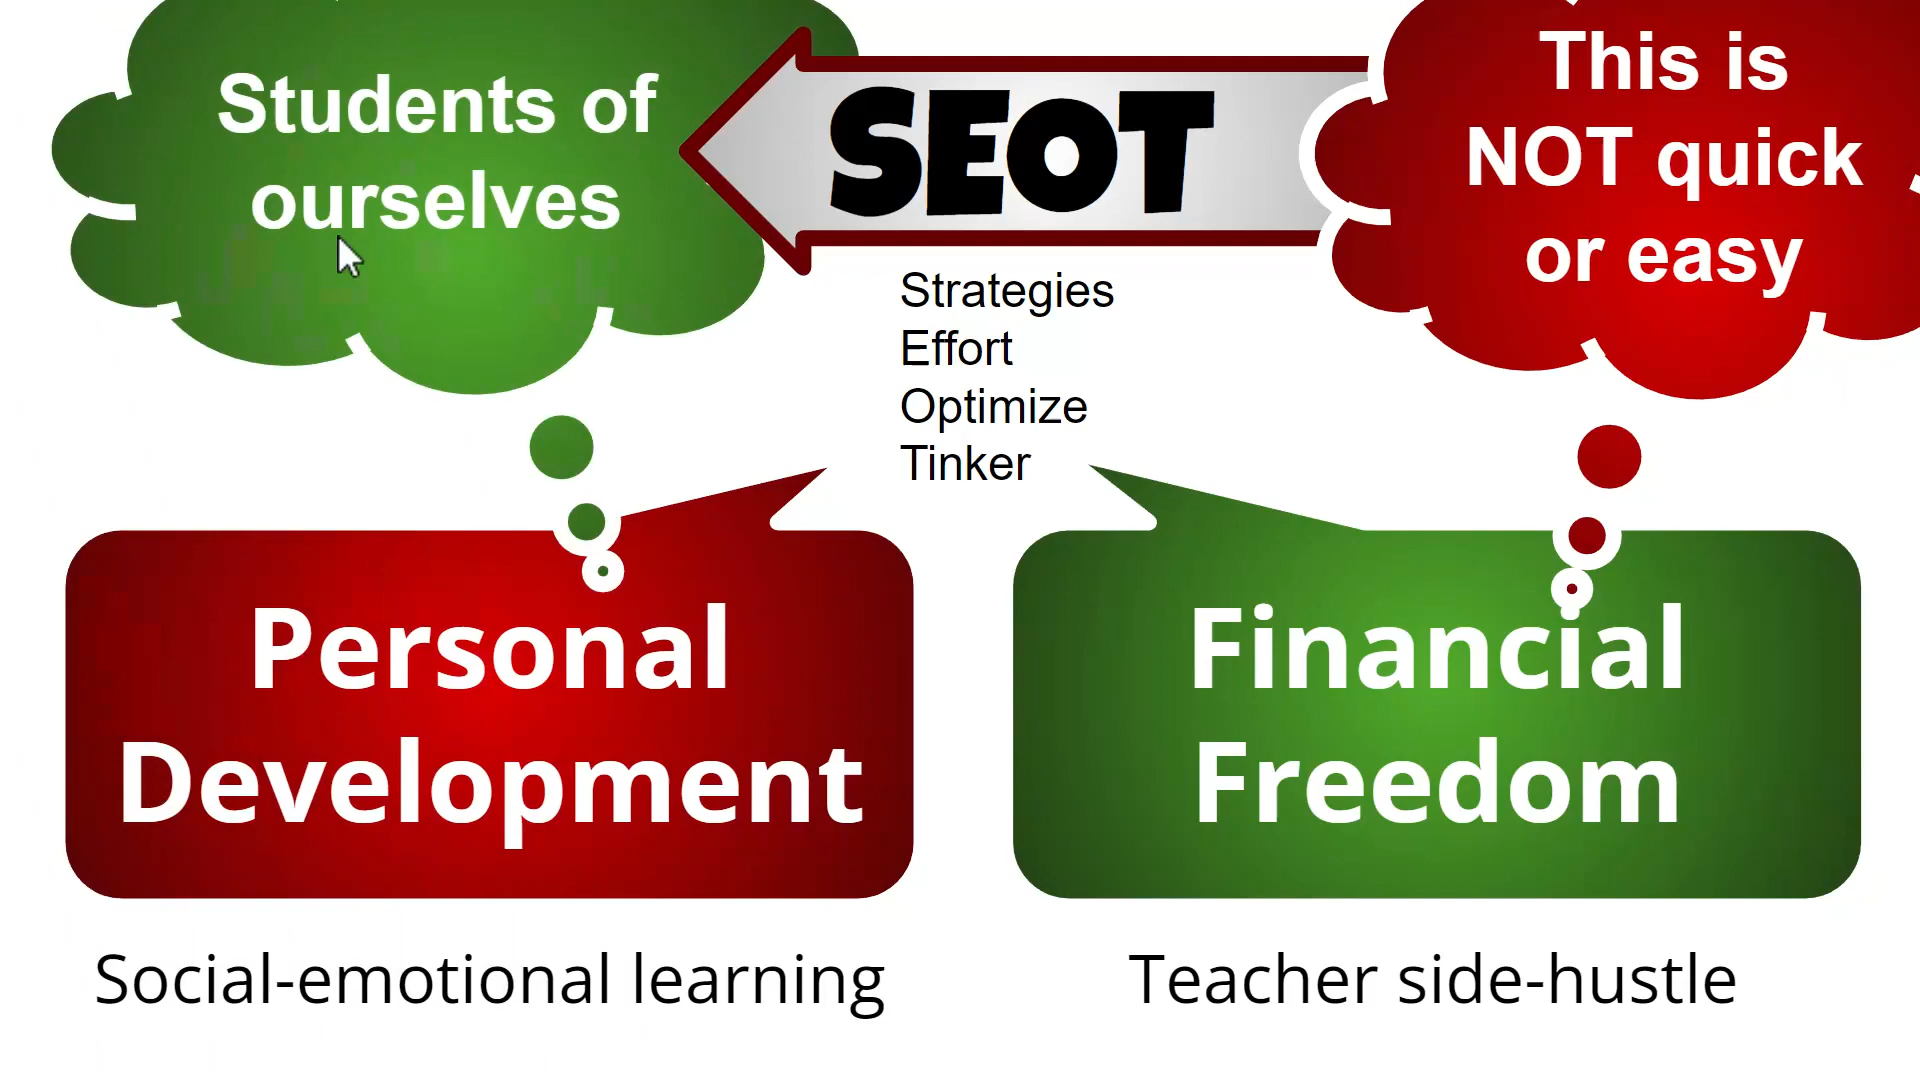 Students of
ourselves
SEOT
This is
NOT quick
or easy
Strategies
Effort
Optimize
Tinker
Personal
Development
Financial
Freedom
Social-emotional learning
Teacher side-hustle